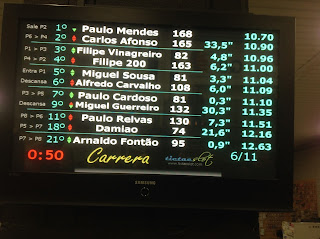 Sale P2 1º Paulo Mendes 168 10.70
P6 > P4 2º Carlos Afonso 165 33,5" 10.90
P2 > P1 3º Filipe Vinagreiro 82 4,8" 10.96
Sale 4º Filipe 200 163 6,2" 11.00
Entra P1 5º Miguel Sousa 81 3,3" 11.04
Descansa 6º Alfredo Carvalho 108 6,0" 11.09
P3 > P5 7º Paulo Cardoso 81 0,3" 11.10
Descansa 9º Miguel Guerreiro 132 30,3" 11.35
P8 > P6 11º Paulo Reivas 130 7,3" 11.51
P5 > P3 18º Damiao 74 21,6" 12.16
P7 > P8 21º Arnaldo Fontão 95 0,9" 12.63
0:50 Carrera 6/11
SAMSUNG